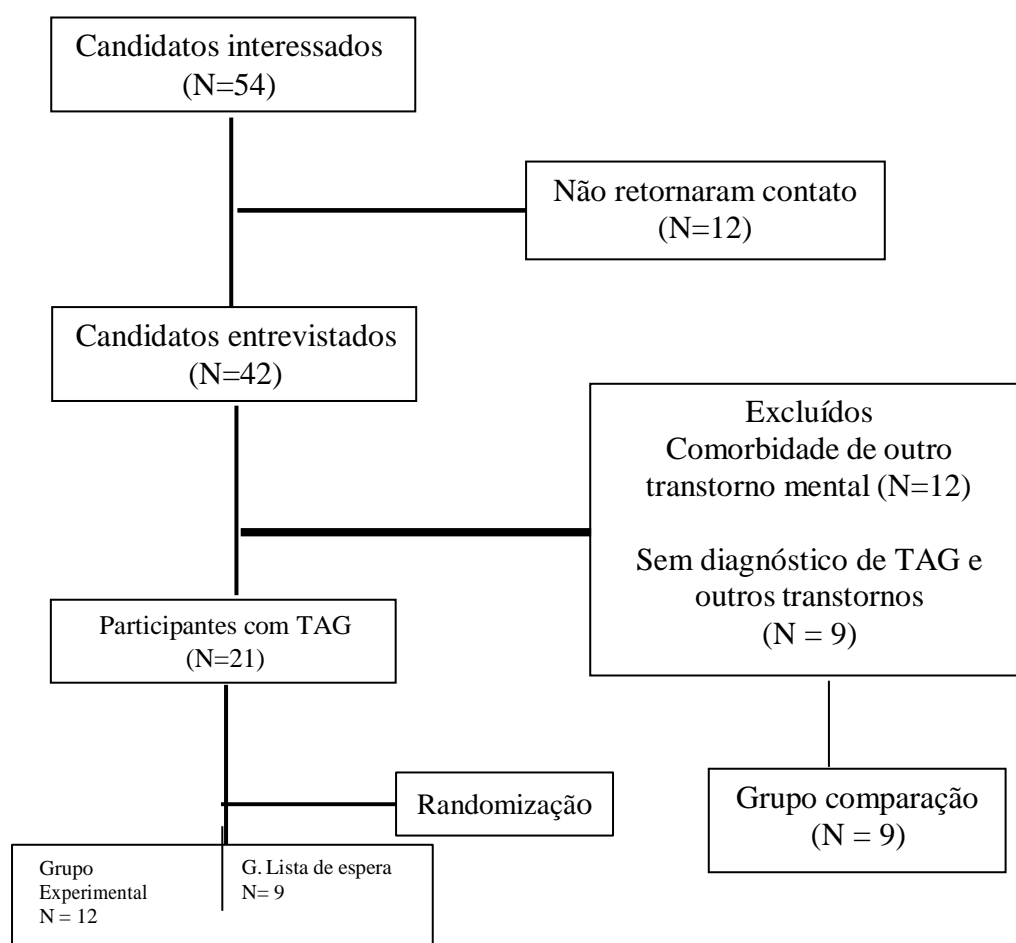 Candidatos interessados
(N=54)
Não retornaram contato
(N=12)
Candidatos entrevistados
(N=42)
Excluídos
Comorbidade de outro
transtorno mental (N=12)
Sem diagnóstico de TAG e
outros transtornos
(N = 9)
Participantes com TAG
(N=21)
Randomização
Grupo comparação
(N = 9)
Grupo
Experimental
N = 12
G. Lista de espera
N= 9